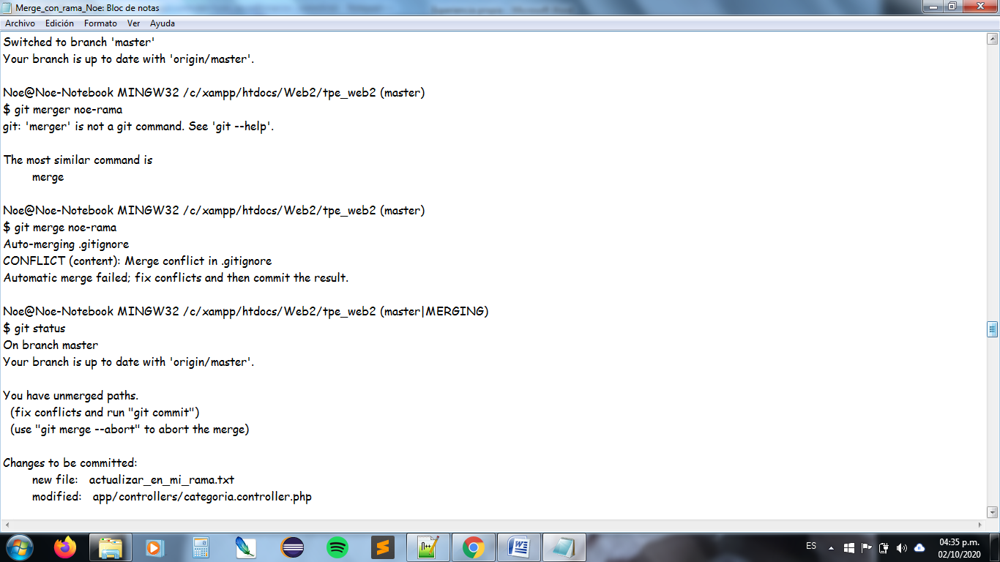 Merge_con_rama_Noe: Bloc de notas
Archivo Edición Formato Ver Ayuda
Switched to branch 'master'
Your branch is up to date with 'origin/master'.
Noe@Noe-Notebook MINGW32 /c/xampp/htdocs/Web2/tpe_web2 (master)
$ git merger noe-rama
git: 'merger' is not a git command. See 'git --help'.
The most similar command is
merge
Noe@Noe-Notebook MINGW32 /c/xampp/htdocs/Web2/tpe_web2 (master)
$ git merge noe-rama
Auto-merging .gitignore
CONFLICT (content): Merge conflict in .gitignore
Automatic merge failed; fix conflicts and then commit the result.
Noe@Noe-Notebook MINGW32 /c/xampp/htdocs/Web2/tpe_web2 (master|MERGING)
$ git status
On branch master
Your branch is up to date with 'origin/master'.
You have unmerged paths.
(fix conflicts and run "git commit")
(use "git merge --abort" to abort the merge)
Changes to be committed:
new file: actualizar_en_mi_rama.txt
modified: app/controllers/categoria.controller.php
ES
04:35 p.m.
02/10/2020